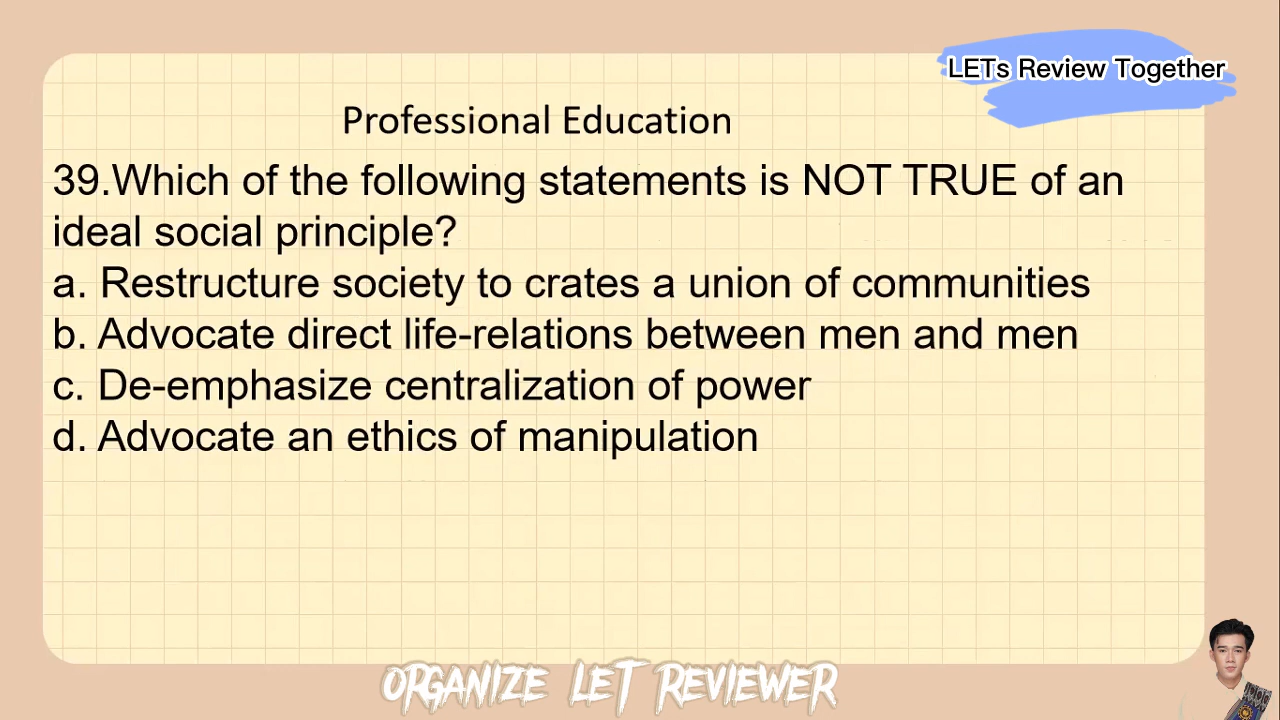 LETs Review Together
Professional Education
39.Which of the following statements is NOT TRUE of an
ideal social principle?
a. Restructure society to crates a union of communities
b. Advocate direct life-relations between men and men
c. De-emphasize centralization of power
d. Advocate an ethics of manipulation
ORGANIZE LET REVIEWER